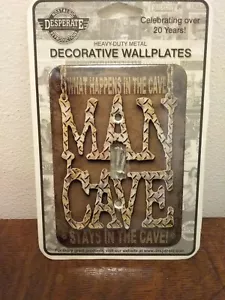 DESPERATE
Celebrating over
20 Years!
HEAVY-DUTY METAL
DECORATIVE WALLPLATES
WHAT HAPPENS IN THE CAVE
MAN
CAVE
STAYS IN THE CAVE!